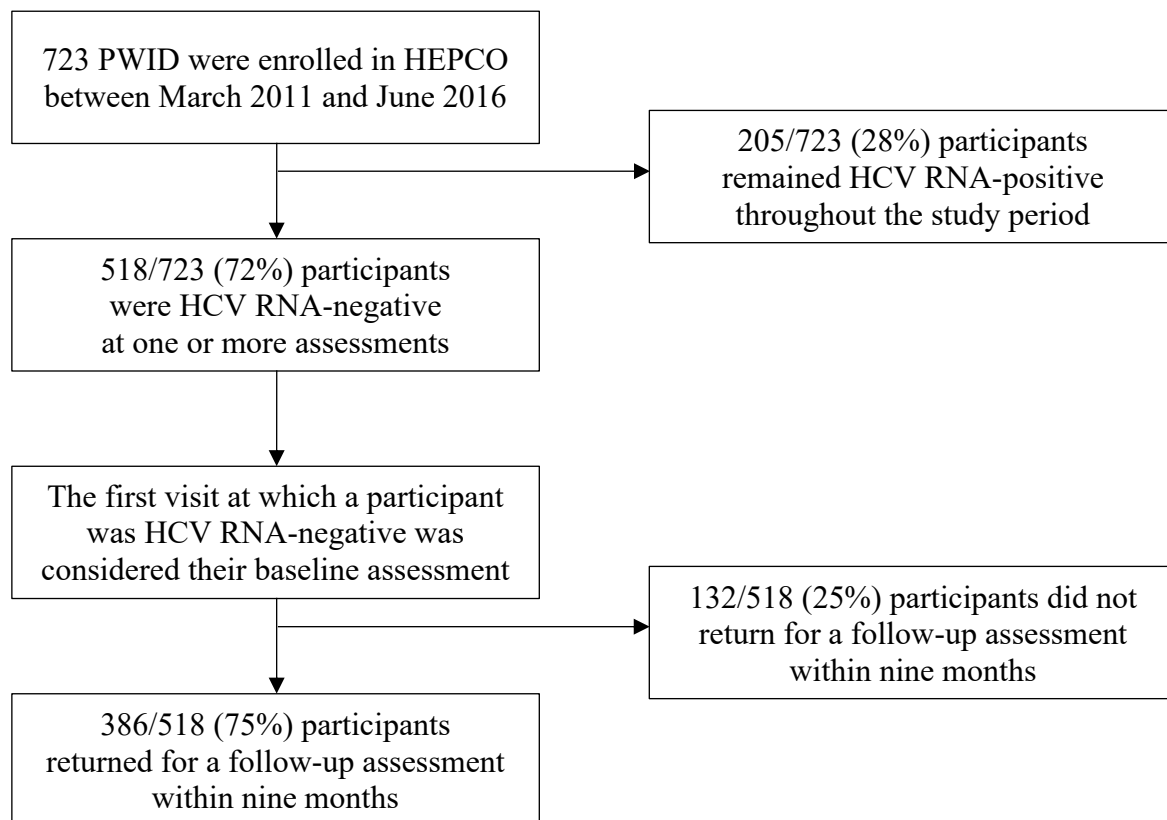 723 PWID were enrolled in HEPCO
between March 2011 and June 2016
205/723 (28%) participants
remained HCV RNA-positive
throughout the study period
518/723 (72%) participants
were HCV RNA-negative
at one or more assessments
The first visit at which a participant
was HCV RNA-negative was
considered their baseline assessment
132/518 (25%) participants did not
return for a follow-up assessment
within nine months
386/518 (75%) participants
returned for a follow-up assessment
within nine months